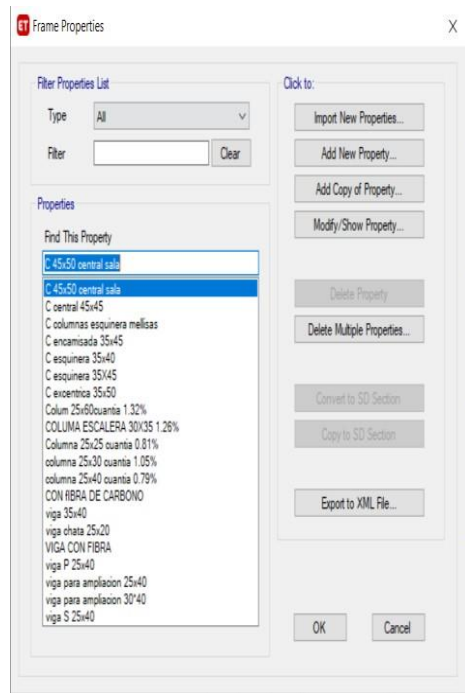 ET Frame Properties X
Filter Properties List
Type All
Filter Clear
Properties
Find This Property
C 45x50 central sala
C 45x50 central sala
C central 45x45
C columnas esquinera mellisas
C encamisada 35x45
C esquinera 35x40
C esquinera 35X45
C excentrica 35x50
Colum 25x60cuantia 1.32%
COLUMA ESCALERA 30X35 1.26%
Columna 25x25 cuantia 0.81%
columna 25x30 cuantia 1.05%
columna 25x40 cuantia 0.79%
CON fIBRA DE CARBONO
viga 35x40
viga chata 25x20
VIGA CON FIBRA
viga P 25x40
viga para ampliacion 25x40
viga para ampliacion 30*40
viga S 25x40
Click to:
Import New Properties...
Add New Property...
Add Copy of Property...
Modify/Show Property...
Delete Property
Delete Multiple Properties...
Convert to SD Section
Copy to SD Section
Export to XML File...
OK Cancel